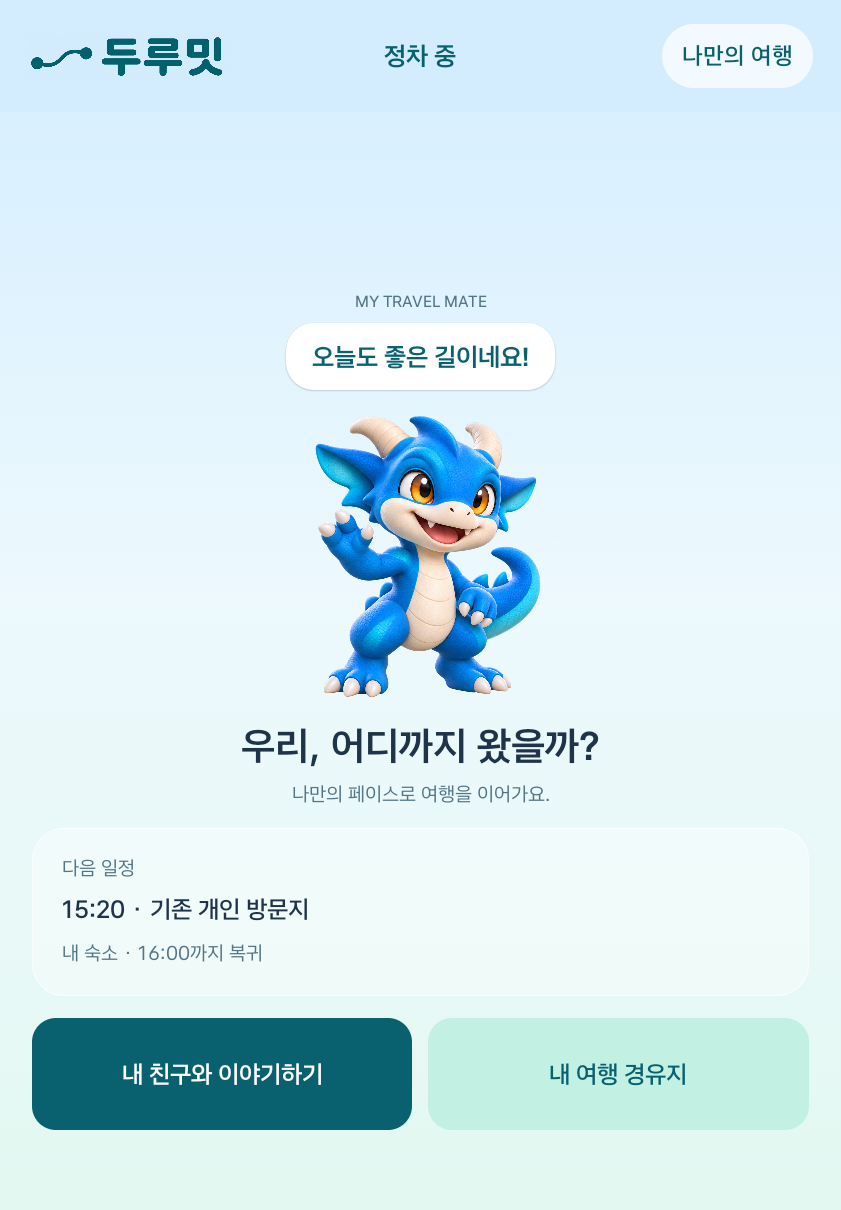 두루밋
정차 중
나만의 여행
MY TRAVEL MATE
오늘도 좋은 길이네요!
우리, 어디까지 왔을까?
나만의 페이스로 여행을 이어가요.
다음 일정
15:20 · 기존 개인 방문지
내 숙소 · 16:00까지 복귀
내 친구와 이야기하기
내 여행 경유지